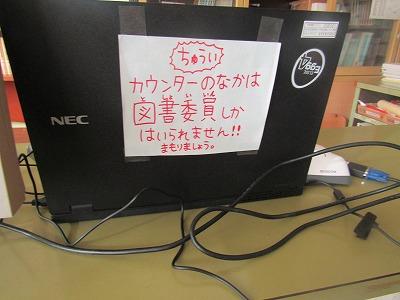 ちゅうい
カウンターのなかは
図書委員しか
はいられません!!
まもりましょう。
NEC